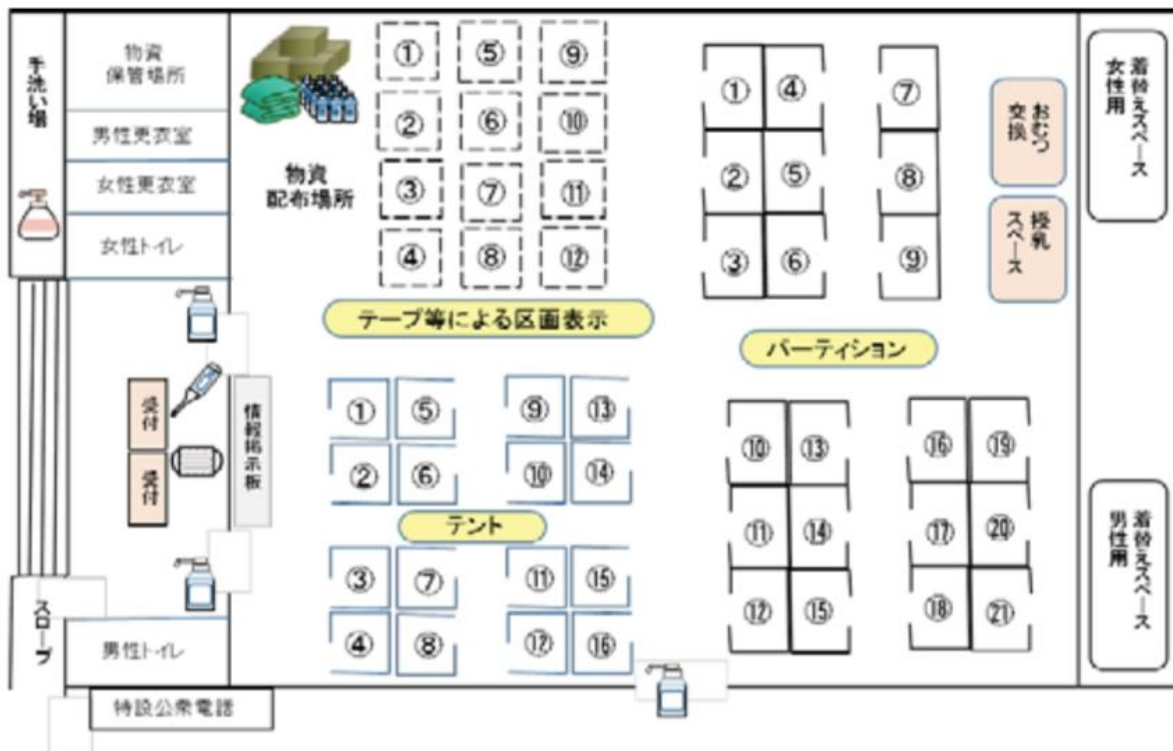 手洗い場
物資
保管場所
男性更衣室
女性更衣室
女性トイレ
物資
配布場所
① ⑤ ⑨
② ⑥ ⑩
③ ⑦ ⑪
④ ⑧ ⑫
テープ等による区画表示
① ④ ⑦
② ⑤ ⑧
③ ⑥ ⑨
パーティション
おむつ
交換
授乳
スペース
着替えスペース
女性用
受付
受付
情報掲示板
① ⑤ ⑨ ⑬
② ⑥ ⑩ ⑭
テント
③ ⑦ ⑪ ⑮
④ ⑧ ⑫ ⑯
⑩ ⑬ ⑯ ⑲
⑪ ⑭ ⑰ ⑳
⑫ ⑮ ⑱ ㉑
着替えスペース
男性用
スロープ
男性トイレ
特設公衆電話